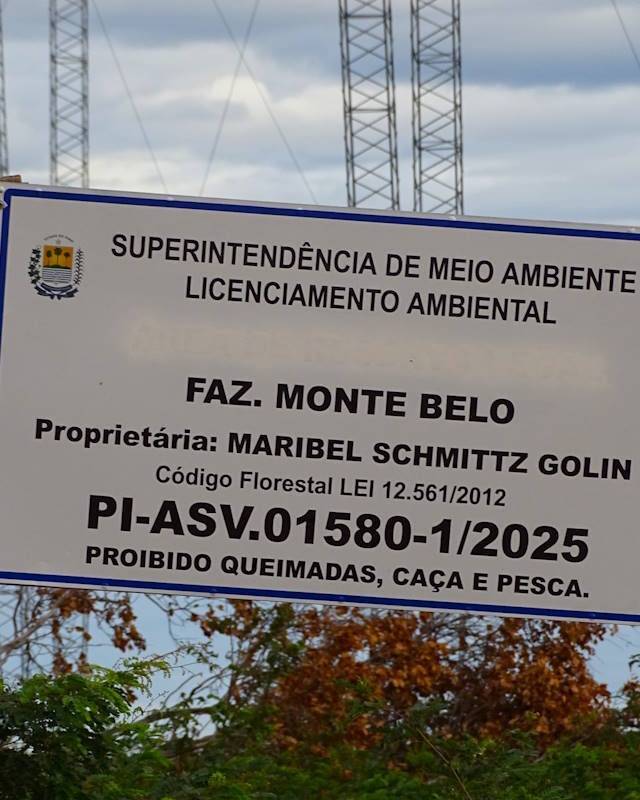 SUPERINTENDÊNCIA DE MEIO AMBIENTE
LICENCIAMENTO AMBIENTAL
FAZ. MONTE BELO
Proprietária: MARIBEL SCHMITTZ GOLIN
Código Florestal LEI 12.561/2012
PI-ASV.01580-1/2025
PROIBIDO QUEIMADAS, CAÇA E PESCA.